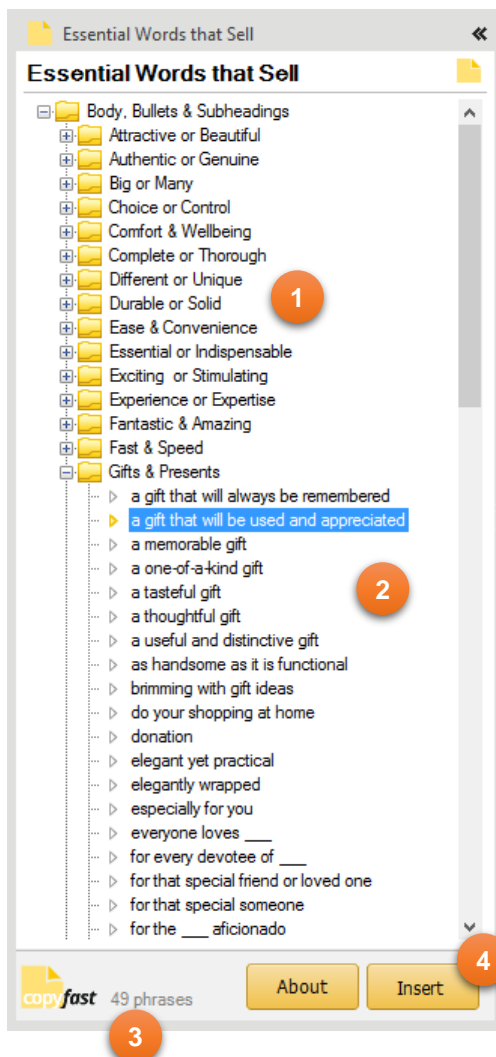 Essential Words that Sell
Essential Words that Sell
Body, Bullets & Subheadings
Attractive or Beautiful
Authentic or Genuine
Big or Many
Choice or Control
Comfort & Wellbeing
Complete or Thorough
Different or Unique
1
Durable or Solid
Ease & Convenience
Essential or Indispensable
Exciting  or Stimulating
Experience or Expertise
Fantastic & Amazing
Fast & Speed
Gifts & Presents
a gift that will always be remembered
a gift that will be used and appreciated
a memorable gift
a one-of-a-kind gift
2
a tasteful gift
a thoughtful gift
a useful and distinctive gift
as handsome as it is functional
brimming with gift ideas
do your shopping at home
donation
elegant yet practical
elegantly wrapped
especially for you
everyone loves ___
for every devotee of ___
for that special friend or loved one
for that special someone
for the ___ aficionado
4
copyfast 49 phrases About Insert
3